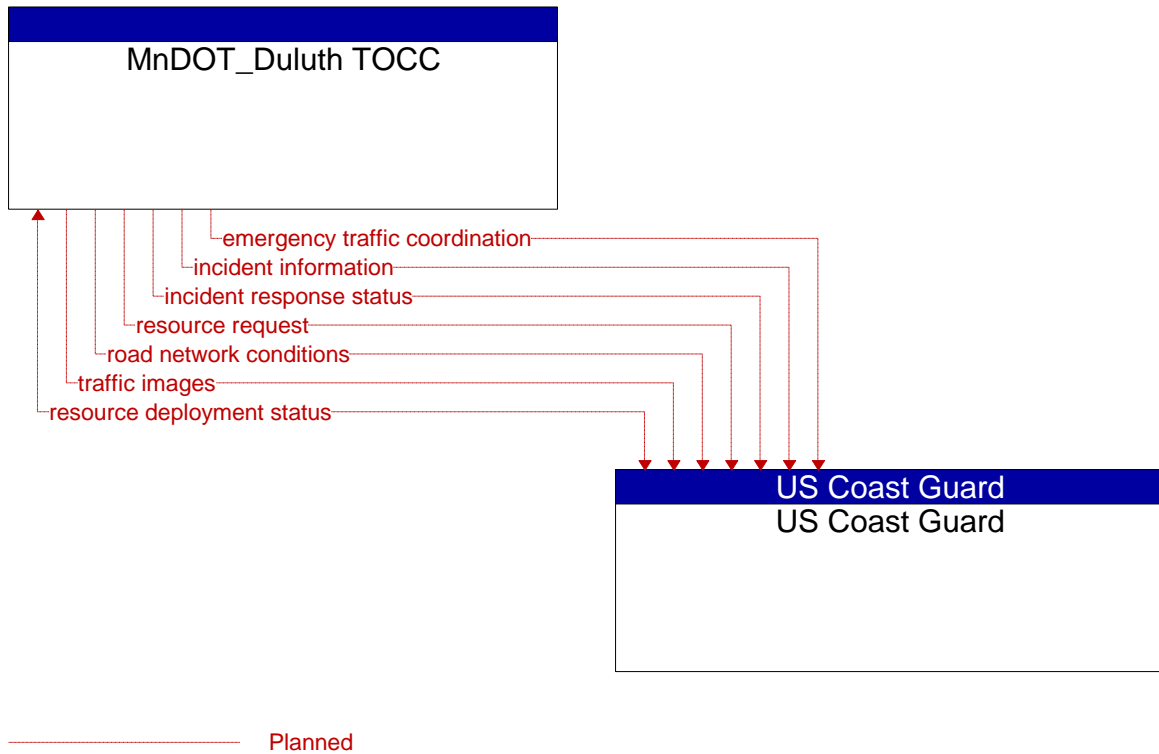 MnDOT_Duluth TOCC
emergency traffic coordination
incident information
incident response status
resource request
road network conditions
traffic images
resource deployment status
US Coast Guard
US Coast Guard
Planned